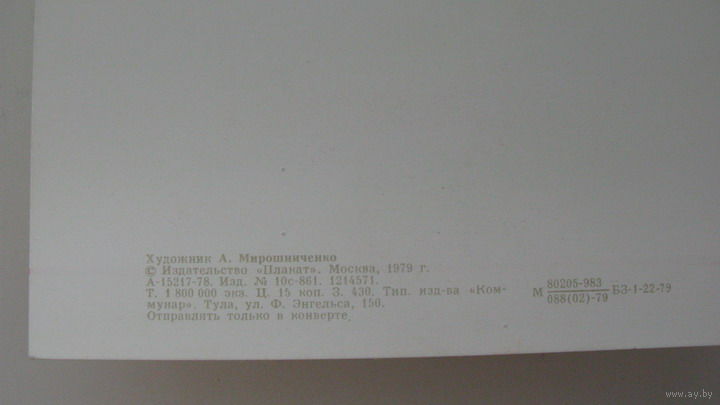 Художник А. Мирошниченко
© Издательство «Плакат». Москва, 1979 г.
А-15217-78. Изд. № 10с-861. 1214571.
Т. 1 800 000 экз. Ц. 15 коп. З. 430. Тип. изд-ва «Ком-
мунар». Тула, ул. Ф. Энгельса, 150.
Отправлять только в конверте.
М 80205-983
088(02)-79 БЗ-1-22-79
www.ay.by